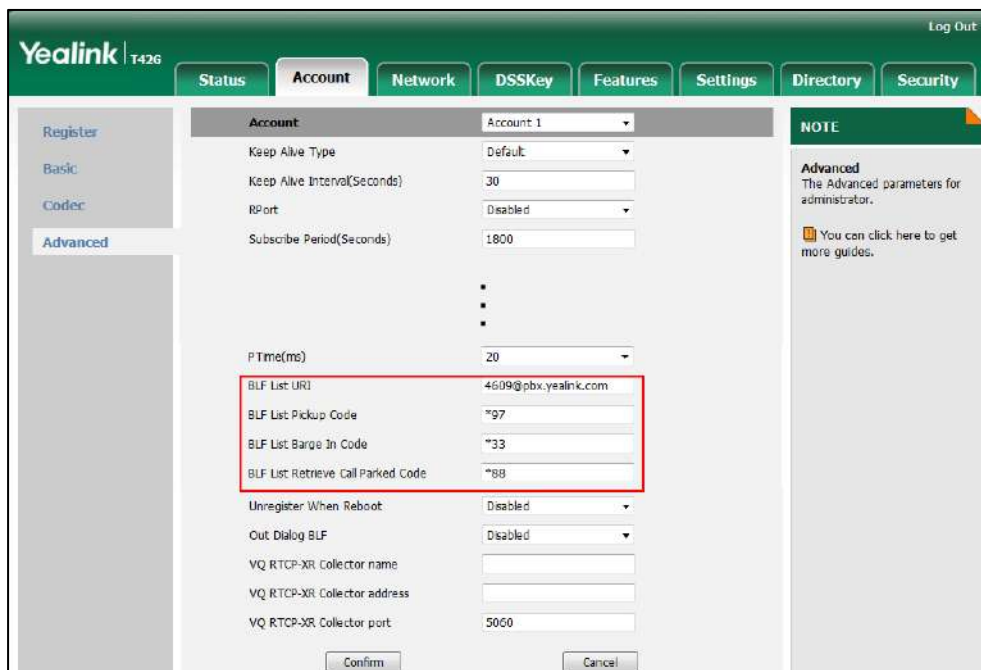 Log Out
Yealink | T42G
Status Account Network DSSKey Features Settings Directory Security
Register
Basic
Codec
Advanced
Account Account 1
Keep Alive Type Default
Keep Alive Interval(Seconds) 30
RPort Disabled
Subscribe Period(Seconds) 1800
PTime(ms) 20
BLF List URI 4609@pbx.yealink.com
BLF List Pickup Code *97
BLF List Barge In Code *33
BLF List Retrieve Call Parked Code *88
Unregister When Reboot Disabled
Out Dialog BLF Disabled
VQ RTCP-XR Collector name
VQ RTCP-XR Collector address
VQ RTCP-XR Collector port 5060
Confirm Cancel
NOTE
Advanced
The Advanced parameters for
administrator.
You can click here to get
more guides.